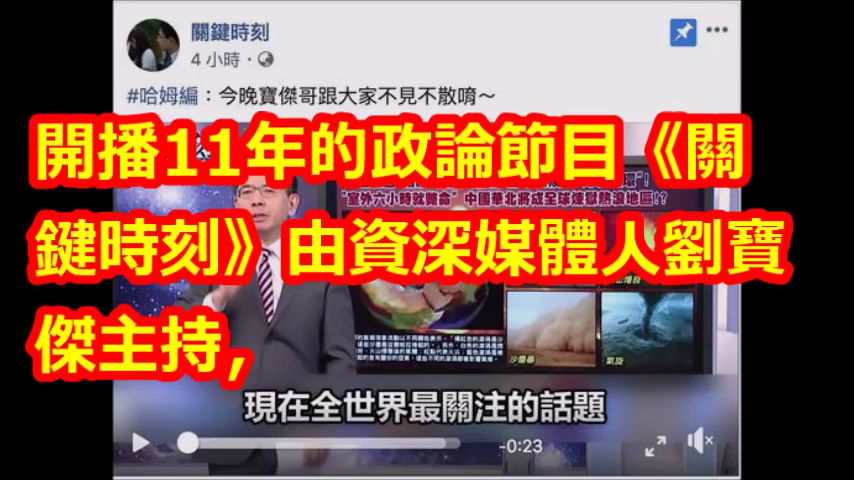 關鍵時刻
4 小時・
#哈姆編：今晚寶傑哥跟大家不見不散唷～
開播11年的政論節目《關
鍵時刻》由資深媒體人劉寶
傑主持，
"室外六小時就難命" 中國華北將成全球煉獄熱浪地區!?
沙塵暴
氣旋
現在全世界最關注的話題
-0:23